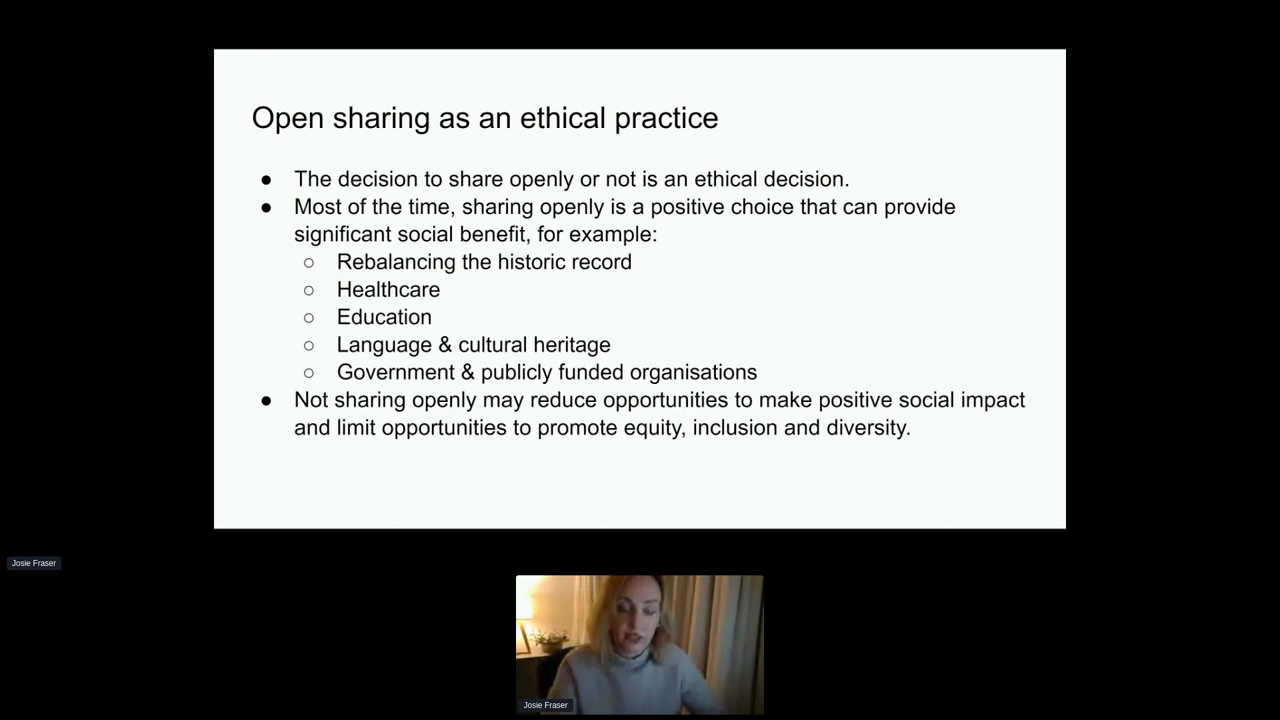 Open sharing as an ethical practice
● The decision to share openly or not is an ethical decision.
● Most of the time, sharing openly is a positive choice that can provide
significant social benefit, for example:
○ Rebalancing the historic record
○ Healthcare
○ Education
○ Language & cultural heritage
○ Government & publicly funded organisations
● Not sharing openly may reduce opportunities to make positive social impact
and limit opportunities to promote equity, inclusion and diversity.
Josie Fraser
Josie Fraser